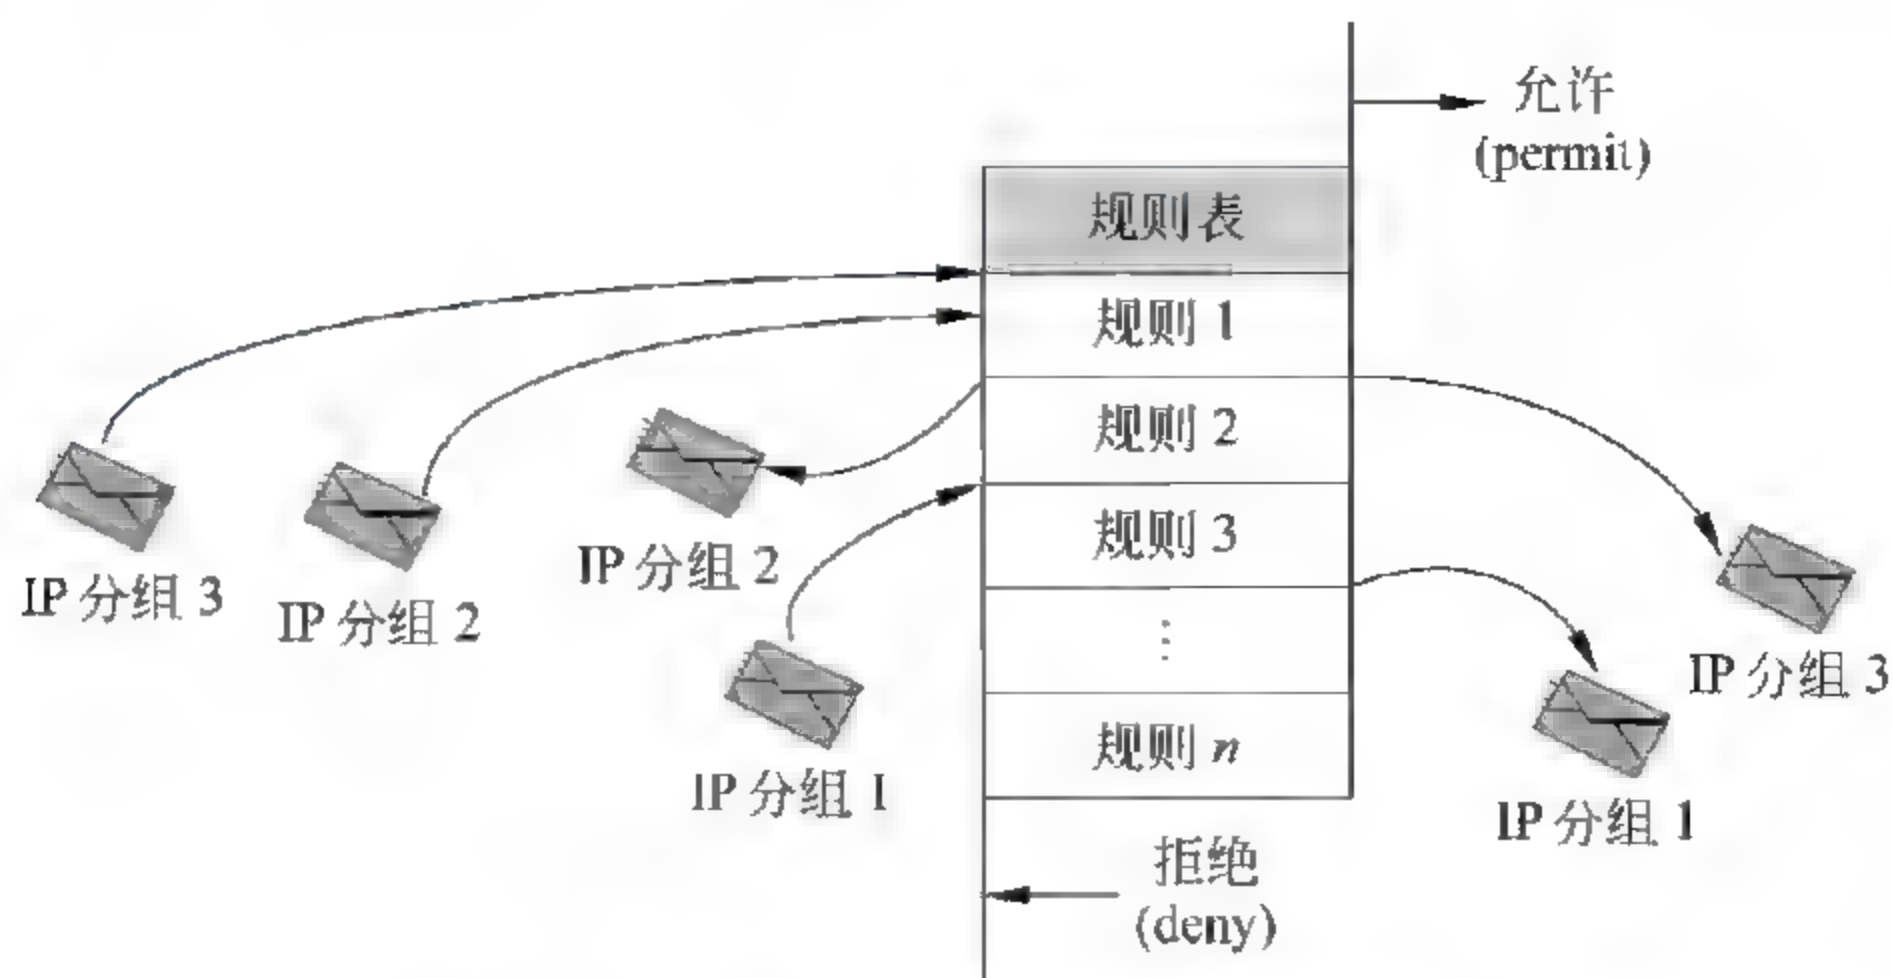 允许
(permit)
规则表
规则 1
规则 2
规则 3
⋮
规则 n
IP 分组 3
IP 分组 2
IP 分组 2
IP 分组 1
IP 分组 3
IP 分组 1
拒绝
(deny)